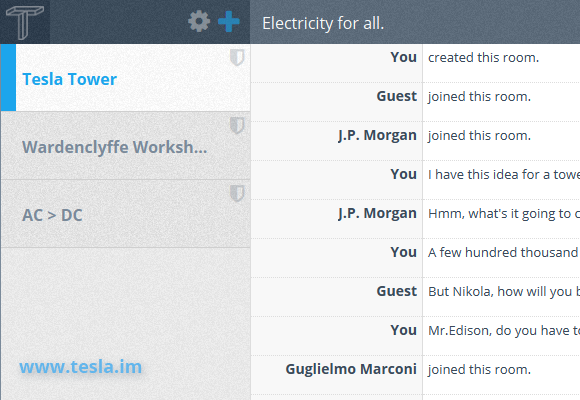 Electricity for all.
Tesla Tower
Wardenclyffe Worksh...
AC > DC
www.tesla.im
You created this room.
Guest joined this room.
J.P. Morgan joined this room.
You I have this idea for a
J.P. Morgan Hmm, what's it going to
You A few hundred thousand
Guest But Nikola, how will you
You Mr.Edison, do you have
Guglielmo Marconi joined this room.